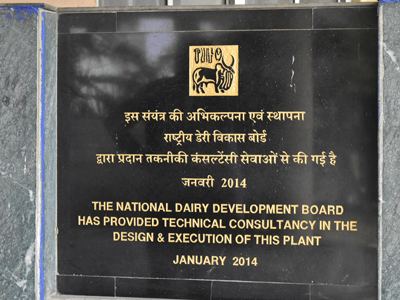 इस संयंत्र की अभिकल्पना एवं स्थापना
राष्ट्रीय डेरी विकास बोर्ड
द्वारा प्रदान तकनीकी कंसल्टेंसी सेवाओं से की गई है
जनवरी 2014
THE NATIONAL DAIRY DEVELOPMENT BOARD
HAS PROVIDED TECHNICAL CONSULTANCY IN THE
DESIGN & EXECUTION OF THIS PLANT
JANUARY 2014